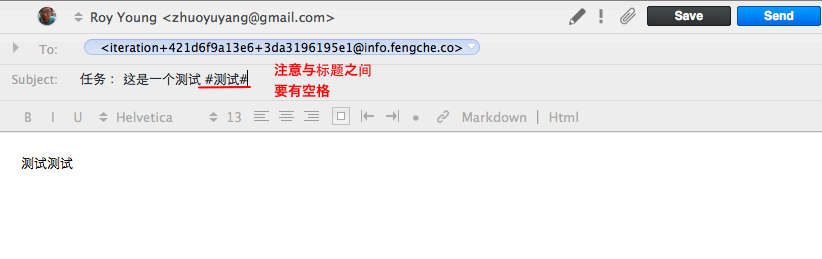 Roy Young <zhuoyuyang@gmail.com>
Save
Send
To:
<iteration+421d6f9a13e6+3da3196195e1@info.fengche.co>
Subject:
任务： 这是一个测试 #测试#
注意与标题之间
要有空格
B I U Helvetica 13 Markdown | Html
测试测试